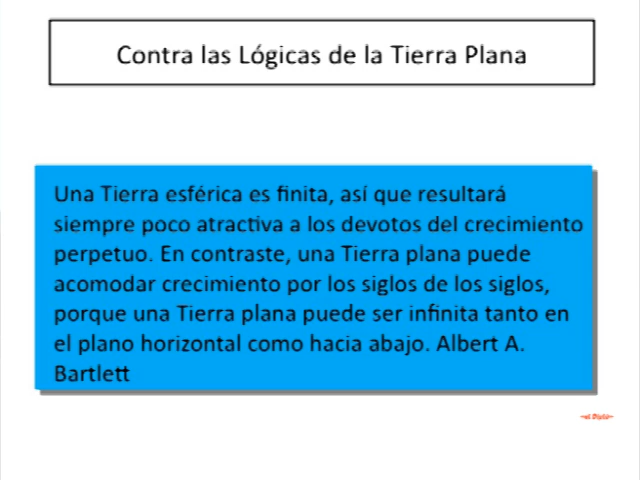 Contra las Lógicas de la Tierra Plana
Una Tierra esférica es finita, así que resultará
siempre poco atractiva a los devotos del crecimiento
perpetuo. En contraste, una Tierra plana puede
acomodar crecimiento por los siglos de los siglos,
porque una Tierra plana puede ser infinita tanto en
el plano horizontal como hacia abajo. Albert A.
Bartlett